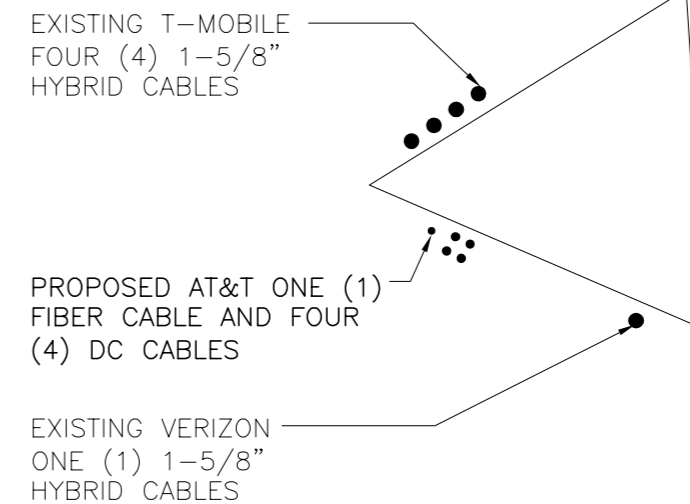 EXISTING T-MOBILE
FOUR (4) 1-5/8"
HYBRID CABLES
PROPOSED AT&T ONE (1)
FIBER CABLE AND FOUR
(4) DC CABLES
EXISTING VERIZON
ONE (1) 1-5/8"
HYBRID CABLES